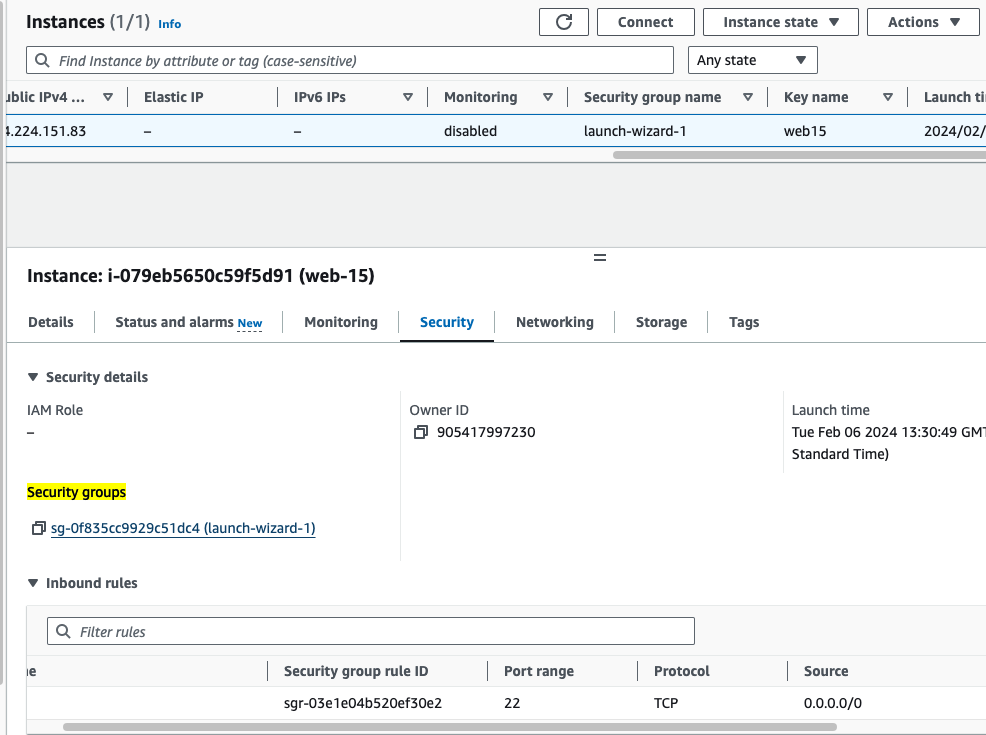 Instances (1/1) Info
Connect
Instance state
Actions
Find Instance by attribute or tag (case-sensitive)
Any state
IPv4 ... Elastic IP IPv6 IPs Monitoring Security group name Key name Launch
.224.151.83 – – disabled launch-wizard-1 web15 2024/02/
Instance: i-079eb5650c59f5d91 (web-15)
Details Status and alarms New Monitoring Security Networking Storage Tags
Security details
IAM Role Owner ID Launch time
– 905417997230 Tue Feb 06 2024 13:30:49 GMT
Standard Time)
Security groups
sg-0f835cc9929c51dc4 (launch-wizard-1)
Inbound rules
Filter rules
Security group rule ID Port range Protocol Source
sgr-03e1e04b520ef30e2 22 TCP 0.0.0.0/0